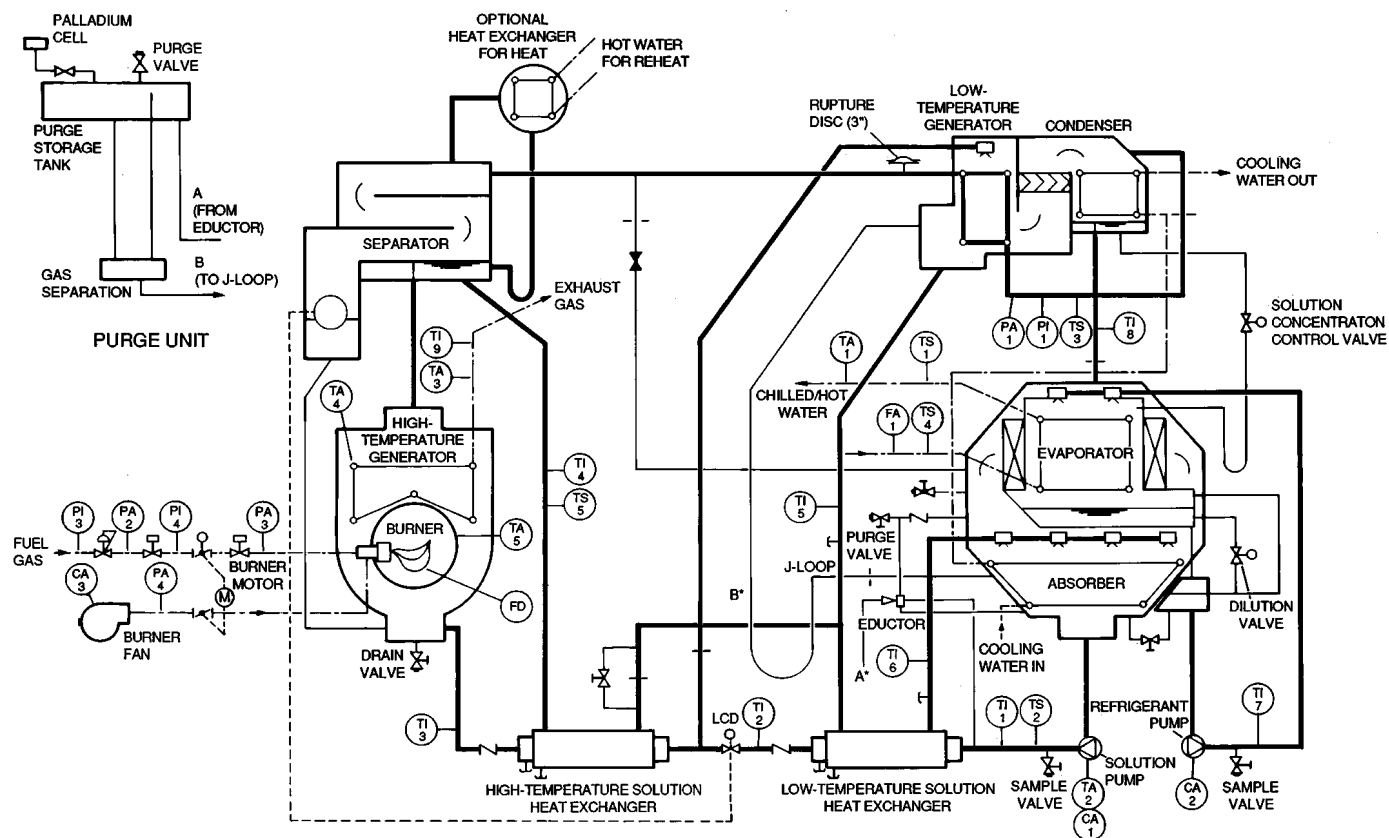 PALLADIUM
CELL
PURGE
VALVE
PURGE
STORAGE
TANK
A
(FROM
EDUCTOR)
B
(TO J-LOOP)
GAS
SEPARATION
PURGE UNIT
OPTIONAL
HEAT EXCHANGER
FOR HEAT
HOT WATER
FOR REHEAT
SEPARATOR
EXHAUST
GAS
TI
9
TA
3
TA
4
HIGH-
TEMPERATURE
GENERATOR
BURNER
TA
5
FD
PI
3
PA
2
PI
4
PA
3
FUEL
GAS
BURNER
MOTOR
CA
3
PA
4
M
BURNER
FAN
DRAIN
VALVE
TI
3
TI
4
TS
5
HIGH-TEMPERATURE SOLUTION
HEAT EXCHANGER
LCD
TI
2
RUPTURE
DISC (3")
LOW-
TEMPERATURE
GENERATOR
CONDENSER
COOLING
WATER OUT
PA
1
PI
1
TS
3
TI
8
SOLUTION
CONCENTRATON
CONTROL VALVE
TA
1
TS
1
CHILLED/HOT
WATER
FA
1
TS
4
EVAPORATOR
TI
5
PURGE
VALVE
J-LOOP
B*
ABSORBER
EDUCTOR
DILUTION
VALVE
TI
6
A*
COOLING
WATER IN
TI
1
TS
2
REFRIGERANT
PUMP
TI
7
SOLUTION
PUMP
LOW-TEMPERATURE SOLUTION
HEAT EXCHANGER
SAMPLE
VALVE
TA
2
CA
1
CA
2
SAMPLE
VALVE